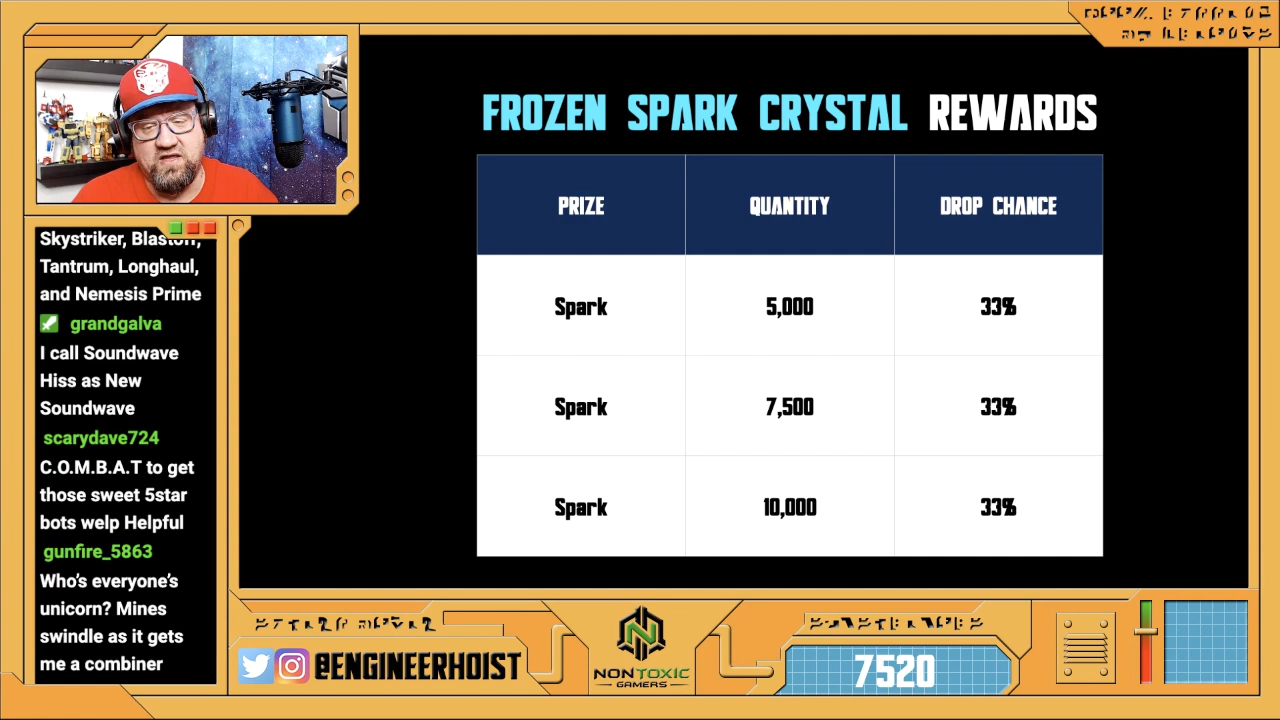 FROZEN SPARK CRYSTAL REWARDS
PRIZE QUANTITY DROP CHANCE
Spark 5,000 33%
Spark 7,500 33%
Spark 10,000 33%
Skystriker,
Tantrum, Longhaul,
and Nemesis Prime
grandgalva
I call Soundwave
Hiss as New
Soundwave
scarydave724
C.O.M.B.A.T to get
those sweet 5star
bots welp Helpful
gunfire_5863
Who's everyone's
unicorn? Mines
swindle as it gets
me a combiner
@ENGINEERHOIST
N
NONTOXIC
GAMERS
7520